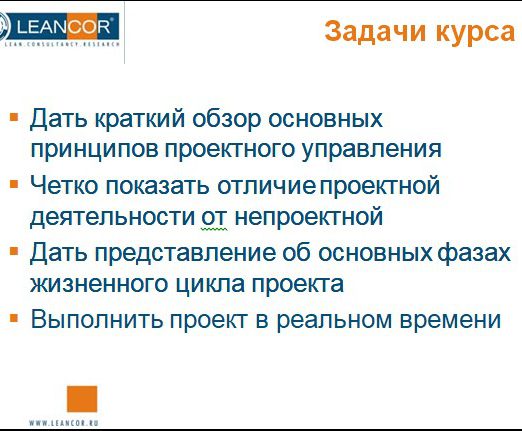 LEANCOR®
LEAN.CONSULTANCY.RESEARCH
Задачи курса
Дать краткий обзор основных
принципов проектного управления
Четко показать отличие проектной
деятельности от непроектной
Дать представление об основных фазах
жизненного цикла проекта
Выполнить проект в реальном времени
WWW.LEANCOR.RU